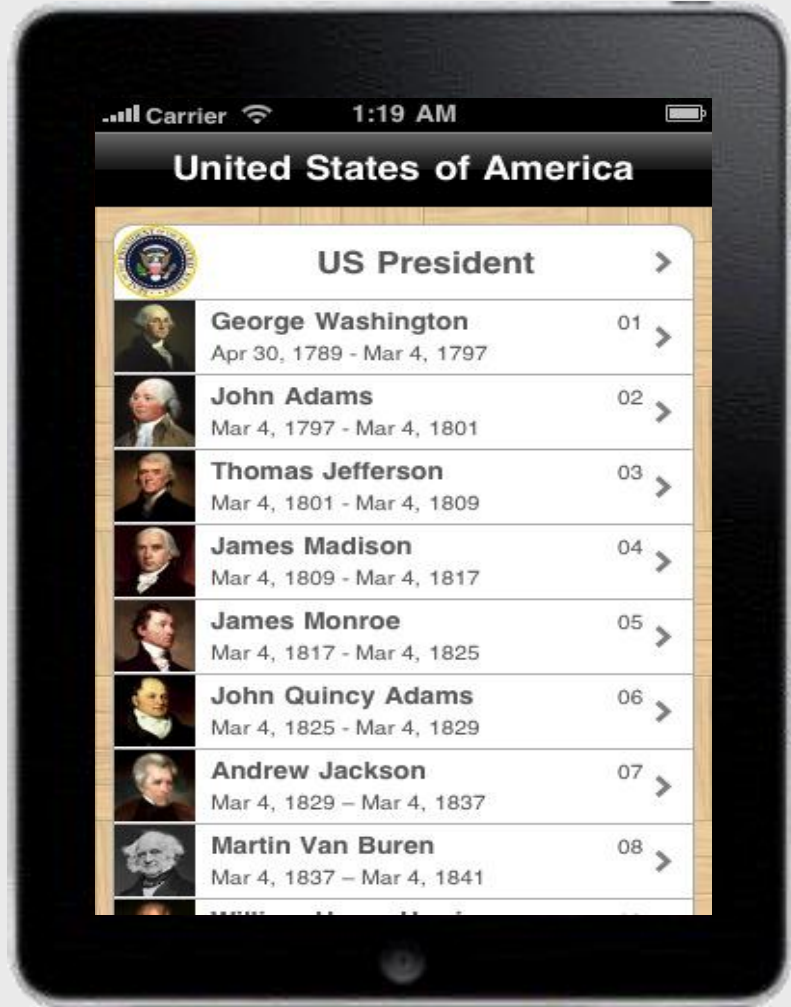 Carrier 1:19 AM
United States of America
US President
George Washington 01
Apr 30, 1789 - Mar 4, 1797
John Adams 02
Mar 4, 1797 - Mar 4, 1801
Thomas Jefferson 03
Mar 4, 1801 - Mar 4, 1809
James Madison 04
Mar 4, 1809 - Mar 4, 1817
James Monroe 05
Mar 4, 1817 - Mar 4, 1825
John Quincy Adams 06
Mar 4, 1825 - Mar 4, 1829
Andrew Jackson 07
Mar 4, 1829 – Mar 4, 1837
Martin Van Buren 08
Mar 4, 1837 – Mar 4, 1841